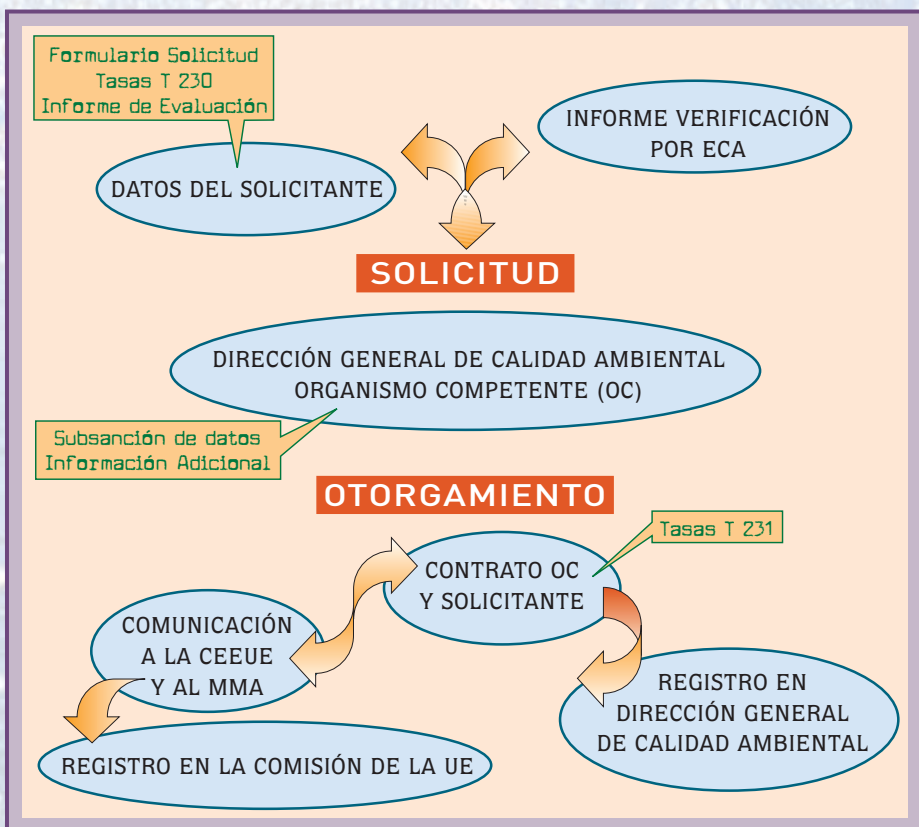 Formulario Solicitud
Tasas T 230
Informe de Evaluación
INFORME VERIFICACIÓN
POR ECA
DATOS DEL SOLICITANTE
SOLICITUD
DIRECCIÓN GENERAL DE CALIDAD AMBIENTAL
ORGANISMO COMPETENTE (OC)
Subsanción de datos
Información Adicional
OTORGAMIENTO
Tasas T 231
CONTRATO OC
Y SOLICITANTE
COMUNICACIÓN
A LA CEEUE
Y AL MMA
REGISTRO EN
DIRECCIÓN GENERAL
DE CALIDAD AMBIENTAL
REGISTRO EN LA COMISIÓN DE LA UE